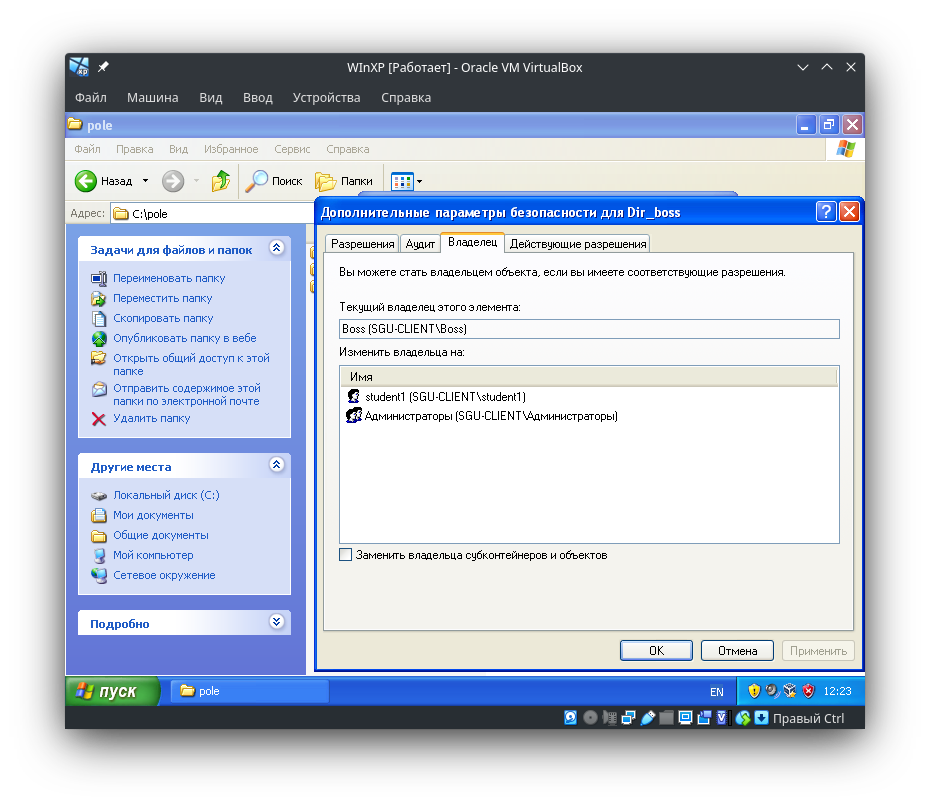 WInXP [Работает] - Oracle VM VirtualBox
Файл Машина Вид Ввод Устройства Справка
pole
Файл Правка Вид Избранное Сервис Справка
Назад Поиск Папки
Адрес: C:\pole
Дополнительные параметры безопасности для Dir_boss
Разрешения Аудит Владелец Действующие разрешения
Вы можете стать владельцем объекта, если вы имеете соответствующие разрешения.
Текущий владелец этого элемента:
Boss (SGU-CLIENT\Boss)
Изменить владельца на:
Имя
student1 (SGU-CLIENT\student1)
Администраторы (SGU-CLIENT\Администраторы)
Заменить владельца субконтейнеров и объектов
OK Отмена Применить
Задачи для файлов и папок
Переименовать папку
Переместить папку
Скопировать папку
Опубликовать папку в вебе
Открыть общий доступ к этой
папке
Отправить содержимое этой
папки по электронной почте
Удалить папку
Другие места
Локальный диск (C:)
Мои документы
Общие документы
Мой компьютер
Сетевое окружение
Подробно
пуск pole EN 12:23
Правый Ctrl